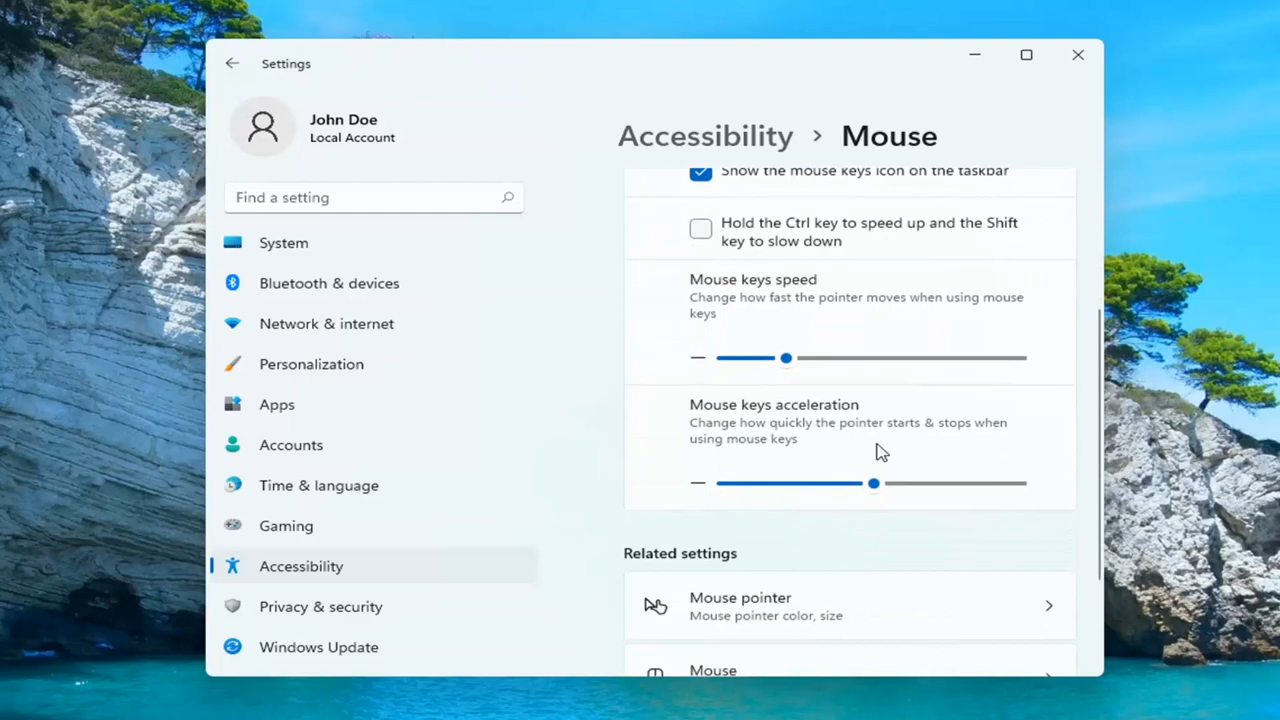 Settings
John Doe
Local Account
Find a setting
System
Bluetooth & devices
Network & internet
Personalization
Apps
Accounts
Time & language
Gaming
Accessibility
Privacy & security
Windows Update
Accessibility > Mouse
Show the mouse keys icon on the taskbar
Hold the Ctrl key to speed up and the Shift
key to slow down
Mouse keys speed
Change how fast the pointer moves when using mouse
keys
Mouse keys acceleration
Change how quickly the pointer starts & stops when
using mouse keys
Related settings
Mouse pointer
Mouse pointer color, size
Mouse